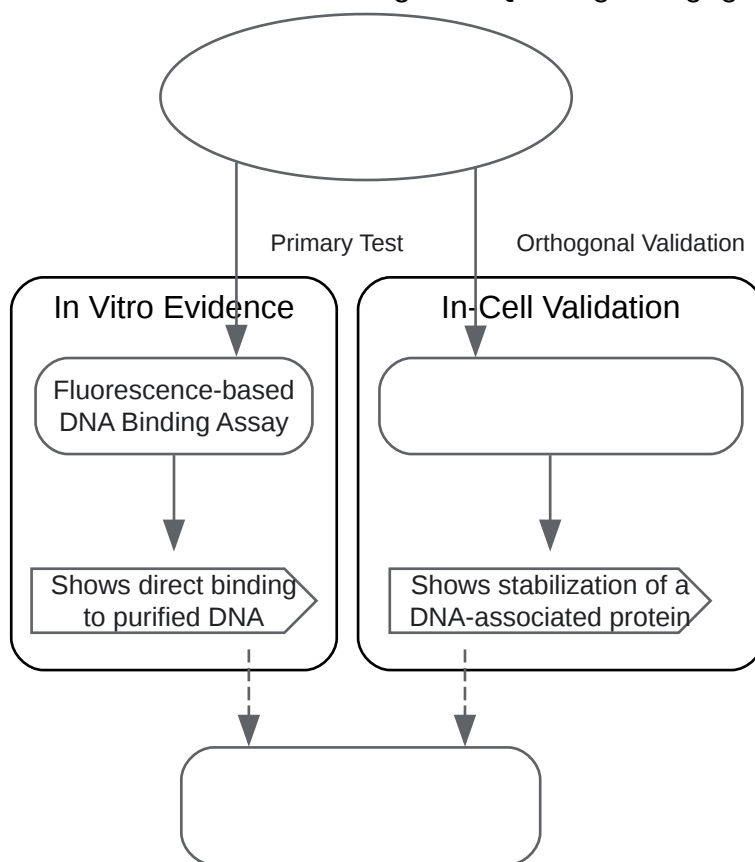 Primary Test
Orthogonal Validation
In Vitro Evidence
In-Cell Validation
Fluorescence-based
DNA Binding Assay
Shows direct binding
to purified DNA
Shows stabilization of a
DNA-associated protein